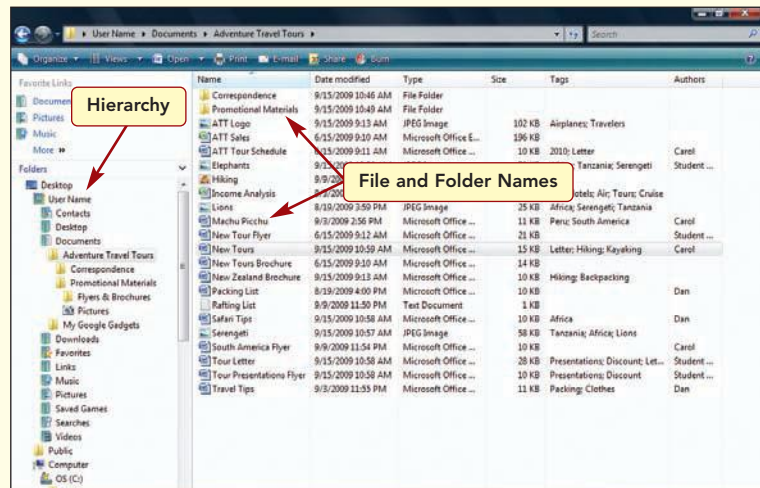 User Name ▸ Documents ▸ Adventure Travel Tours ▸ Search
Organize Views Open Print E-mail Share Burn
Favorite Links
Documen
Pictures
Music
More »
Folders
Desktop
User Name
Contacts
Desktop
Documents
Adventure Travel Tours
Correspondence
Promotional Materials
Flyers & Brochures
Pictures
My Google Gadgets
Downloads
Favorites
Links
Music
Pictures
Saved Games
Searches
Videos
Public
Computer
OS (C:)
Hierarchy
File and Folder Names
Name Date modified Type Size Tags Authors
Correspondence 9/15/2009 10:46 AM File Folder
Promotional Materials 9/15/2009 10:49 AM File Folder
ATT Logo 9/15/2009 9:13 AM JPEG Image 102 KB Airplanes; Travelers
ATT Sales 6/15/2009 9:10 AM Microsoft Office E... 196 KB
ATT Tour Schedule 6/15/2009 9:11 AM Microsoft Office ... 10 KB 2010; Letter Carol
Elephants Tanzania; Serengeti Student ...
Hiking
Income Analysis otels; Air; Tours; Cruise
Lions 8/19/2009 3:59 PM JPEG Image 25 KB Africa; Serengeti; Tanzania
Machu Picchu 9/3/2009 2:56 PM Microsoft Office ... 11 KB Peru; South America Carol
New Tour Flyer 6/15/2009 9:12 AM Microsoft Office ... 21 KB Student ...
New Tours 9/15/2009 10:59 AM Microsoft Office ... 15 KB Letter; Hiking; Kayaking Carol
New Tours Brochure 6/15/2009 9:10 AM Microsoft Office ... 14 KB
New Zealand Brochure 9/15/2009 9:13 AM Microsoft Office ... 10 KB Hiking; Backpacking
Packing List 8/19/2009 4:00 PM Microsoft Office ... 10 KB Dan
Rafting List 9/9/2009 11:50 PM Text Document 1 KB
Safari Tips 9/15/2009 10:58 AM Microsoft Office ... 10 KB Africa Dan
Serengeti 9/15/2009 10:57 AM JPEG Image 58 KB Tanzania; Africa; Lions
South America Flyer 9/9/2009 11:54 PM Microsoft Office ... 10 KB Carol
Tour Letter 9/15/2009 10:58 AM Microsoft Office ... 28 KB Presentations; Discount; Let... Student ...
Tour Presentations Flyer 9/15/2009 10:58 AM Microsoft Office ... 10 KB Presentations; Discount Student ...
Travel Tips 9/3/2009 11:55 PM Microsoft Office ... 11 KB Packing; Clothes Dan